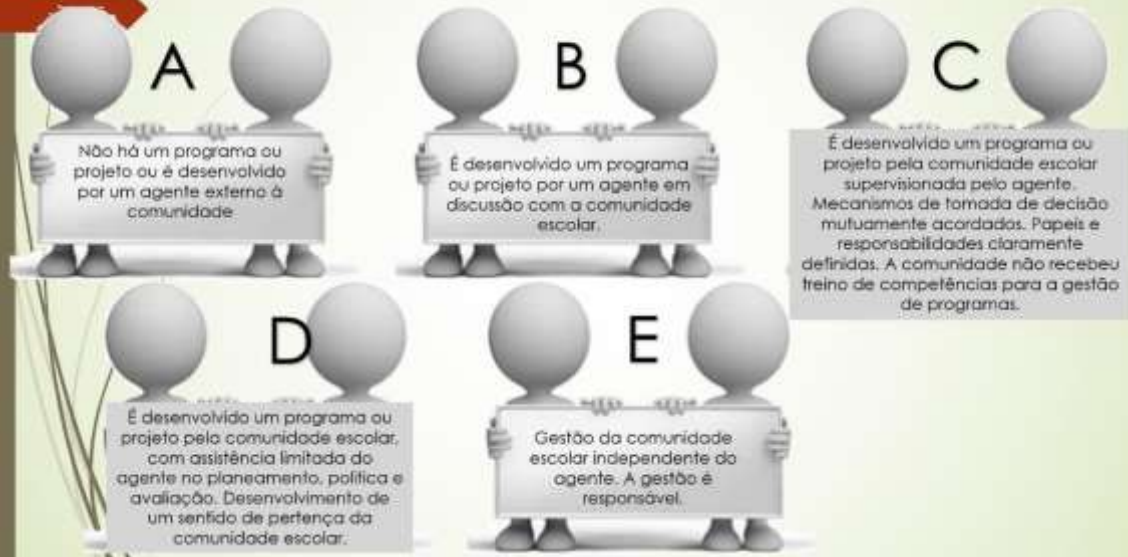 A
Não há um programa ou
projeto ou é desenvolvido
por um agente externo à
comunidade
B
É desenvolvido um programa
ou projeto por um agente em
discussão com a comunidade
escolar.
C
É desenvolvido um programa ou
projeto pela comunidade escolar
supervisionada pelo agente.
Mecanismos de tomada de decisão
mutuamente acordados. Papeis e
responsabilidades claramente
definidas. A comunidade não recebeu
treino de competências para a gestão
de programas.
D
É desenvolvido um programa ou
projeto pela comunidade escolar,
com assistência limitada do
agente no planeamento, política e
avaliação. Desenvolvimento de
um sentido de pertença da
comunidade escolar.
E
Gestão da comunidade
escolar independente do
agente. A gestão é
responsável.